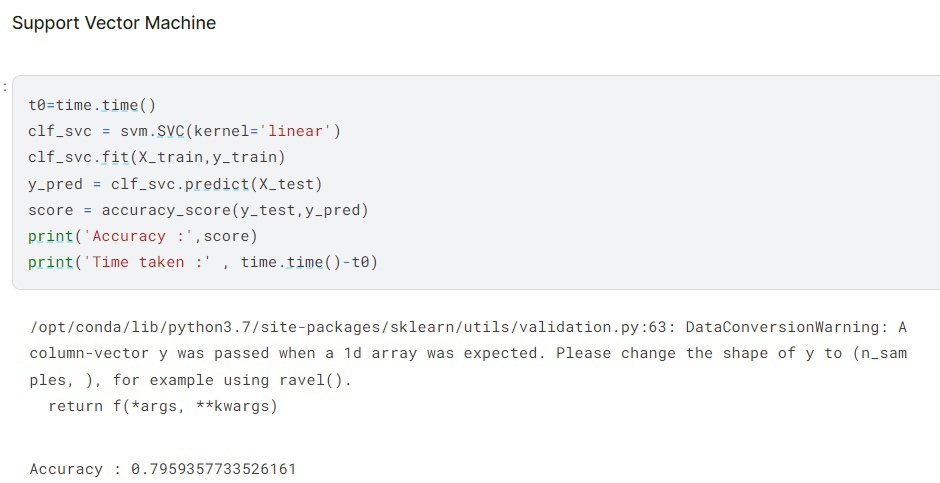 Support Vector Machine
:
t0=time.time()
clf_svc = svm.SVC(kernel='linear')
clf_svc.fit(X_train,y_train)
y_pred = clf_svc.predict(X_test)
score = accuracy_score(y_test,y_pred)
print('Accuracy :',score)
print('Time taken :' , time.time()-t0)
/opt/conda/lib/python3.7/site-packages/sklearn/utils/validation.py:63: DataConversionWarning: A
column-vector y was passed when a 1d array was expected. Please change the shape of y to (n_sam
ples, ), for example using ravel().
  return f(*args, **kwargs)
Accuracy : 0.7959357733526161